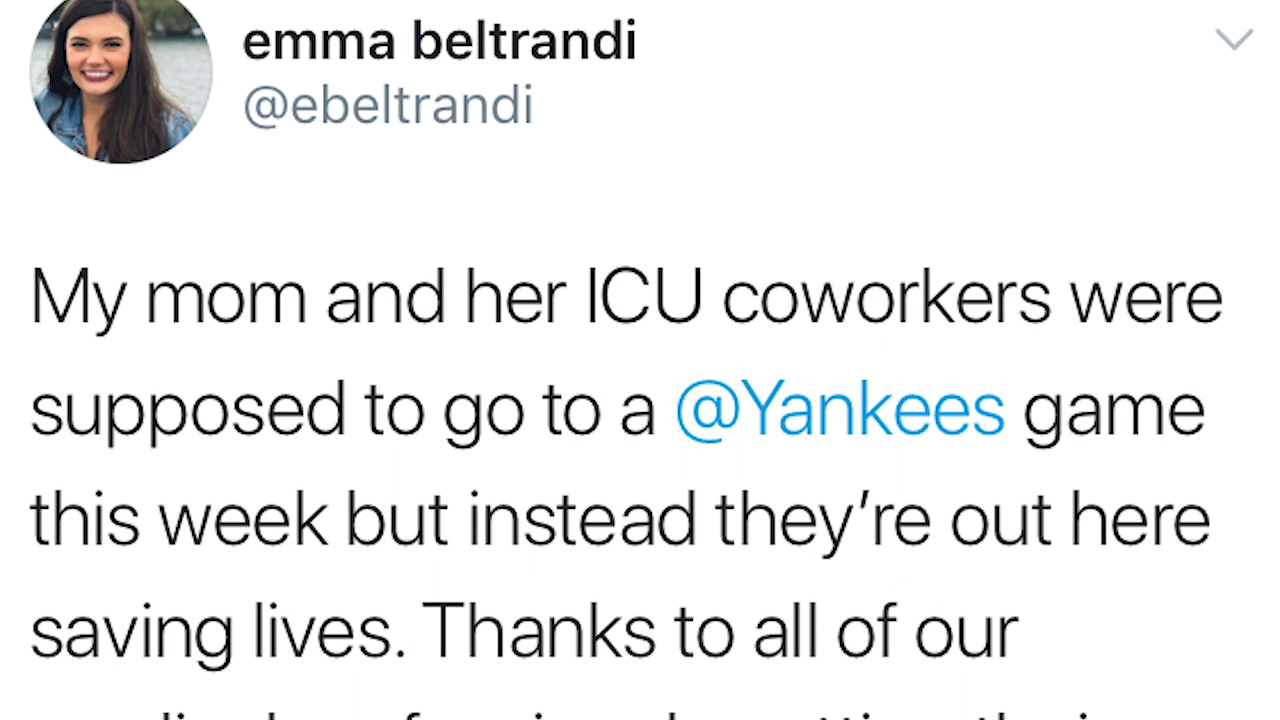 emma beltrandi
@ebeltrandi
My mom and her ICU coworkers were
supposed to go to a @Yankees game
this week but instead they’re out here
saving lives. Thanks to all of our